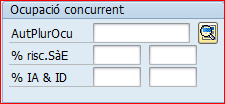 Ocupació concurrent
AutPlurOcu
% risc.SàE
% IA & ID